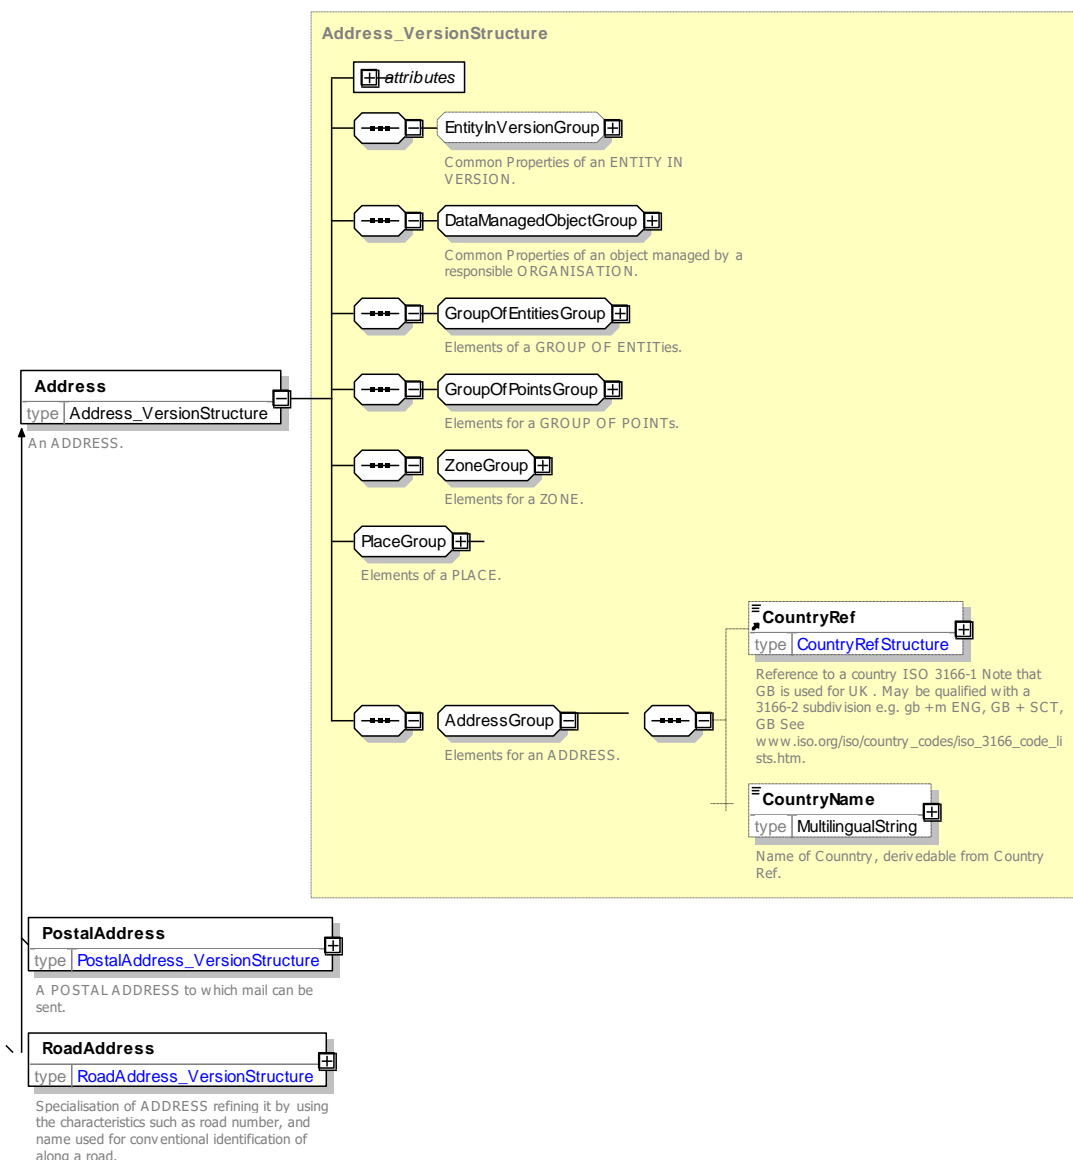 Address_VersionStructure
attributes
EntityInVersionGroup
Common Properties of an ENTITY IN
VERSION.
DataManagedObjectGroup
Common Properties of an object managed by a
responsible ORGANISATION.
GroupOfEntitiesGroup
Elements of a GROUP OF ENTITies.
Address
type Address_VersionStructure
An ADDRESS.
GroupOfPointsGroup
Elements for a GROUP OF POINTs.
ZoneGroup
Elements for a ZONE.
PlaceGroup
Elements of a PLACE.
CountryRef
type CountryRefStructure
Reference to a country ISO 3166-1 Note that
GB is used for UK . May be qualified with a
3166-2 subdivision e.g. gb +m ENG, GB + SCT,
GB See
www.iso.org/iso/country_codes/iso_3166_code_li
sts.htm.
AddressGroup
Elements for an ADDRESS.
CountryName
type MultilingualString
Name of Counntry, derivedable from Country
Ref.
PostalAddress
type PostalAddress_VersionStructure
A POSTAL ADDRESS to which mail can be
sent.
RoadAddress
type RoadAddress_VersionStructure
Specialisation of ADDRESS refining it by using
the characteristics such as road number, and
name used for conventional identification of
along a road.